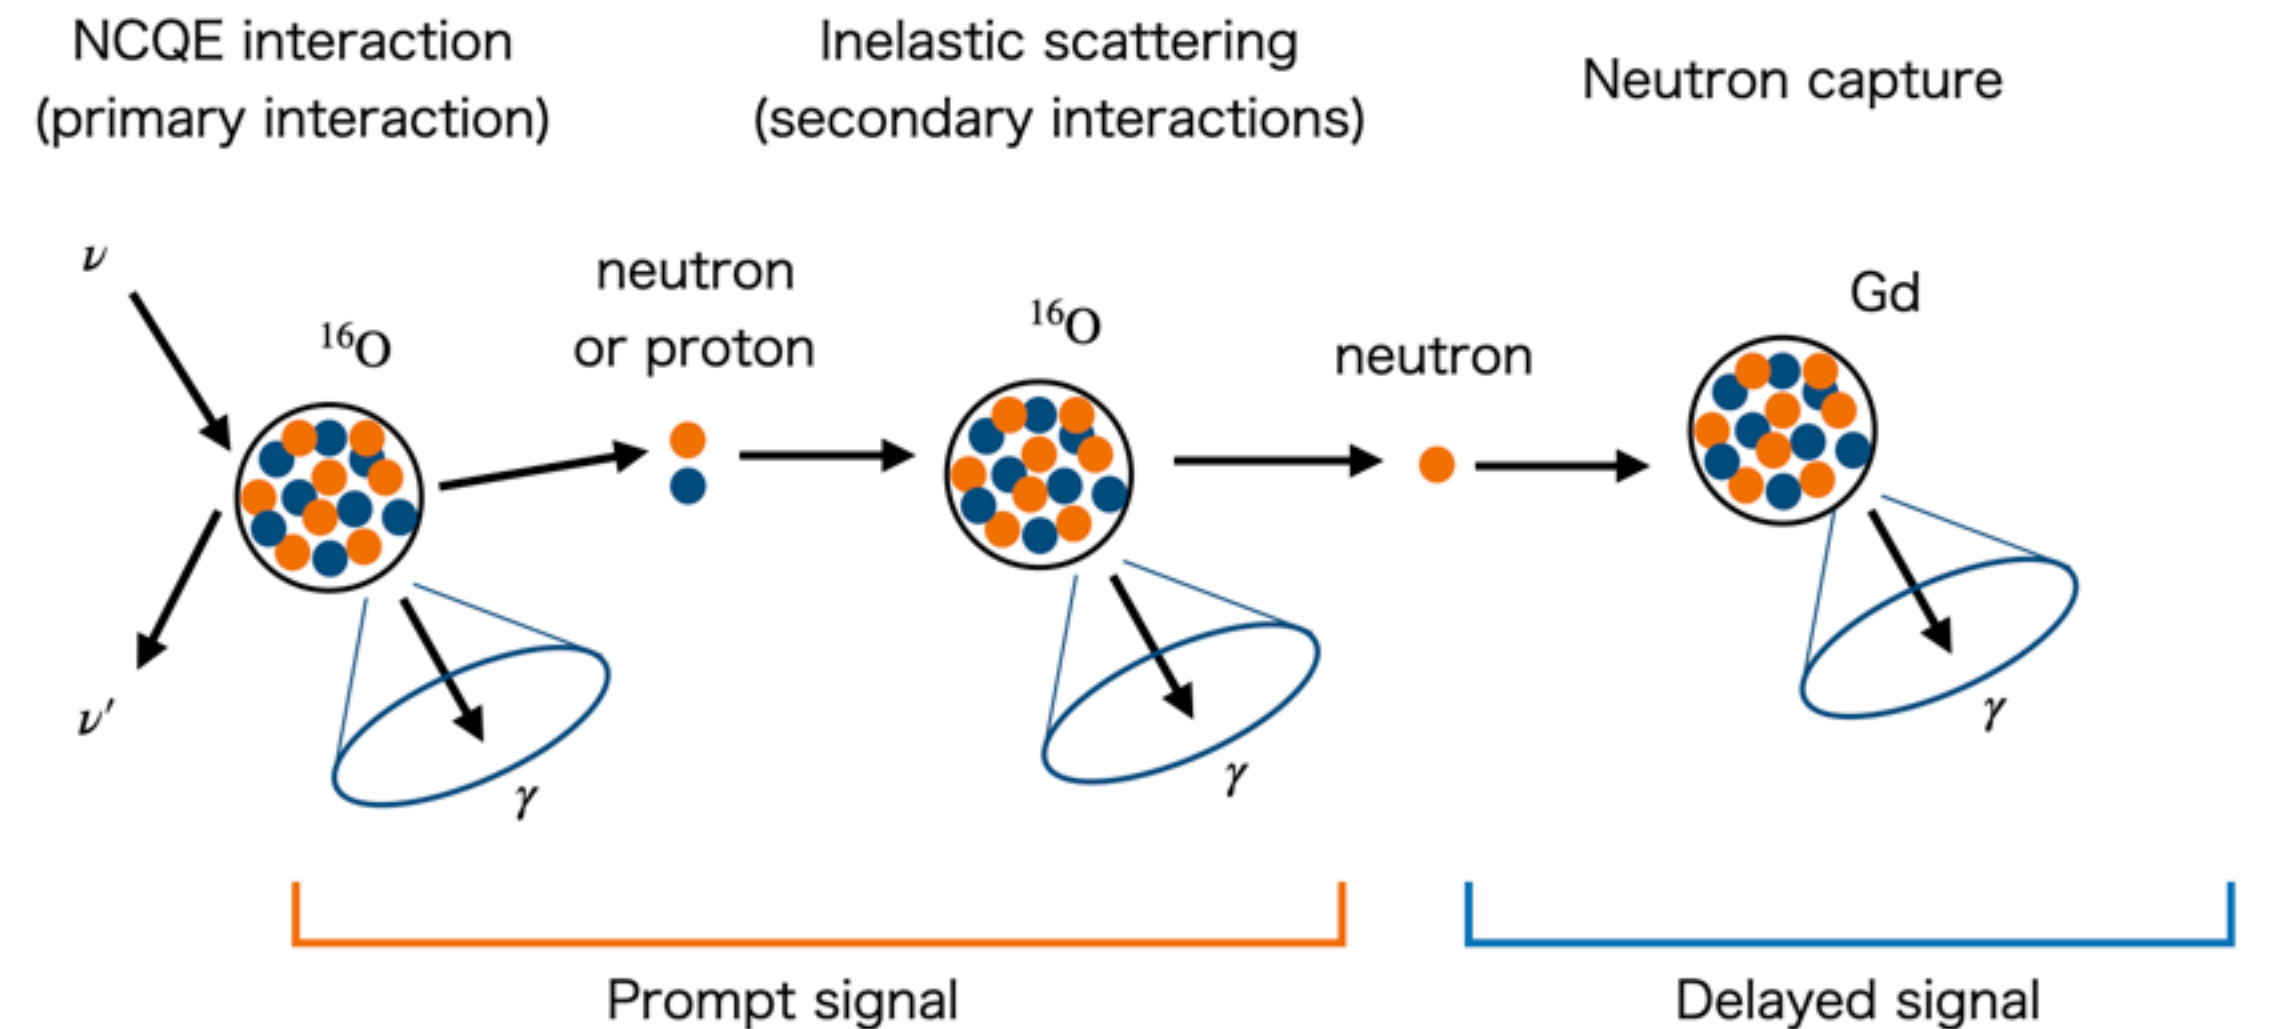 NCQE interaction
(primary interaction)
Inelastic scattering
(secondary interactions)
Neutron capture
ν
¹⁶O
neutron
or proton
¹⁶O
neutron
Gd
ν′
γ
γ
γ
Prompt signal
Delayed signal